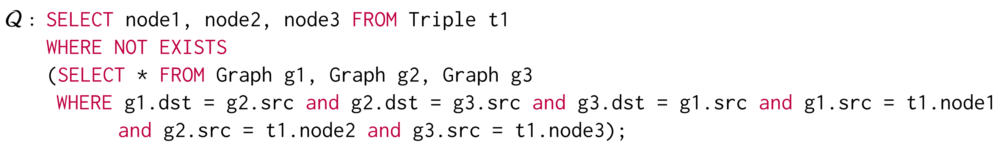 Q : SELECT node1, node2, node3 FROM Triple t1
WHERE NOT EXISTS
(SELECT * FROM Graph g1, Graph g2, Graph g3
WHERE g1.dst = g2.src and g2.dst = g3.src and g3.dst = g1.src and g1.src = t1.node1
and g2.src = t1.node2 and g3.src = t1.node3);